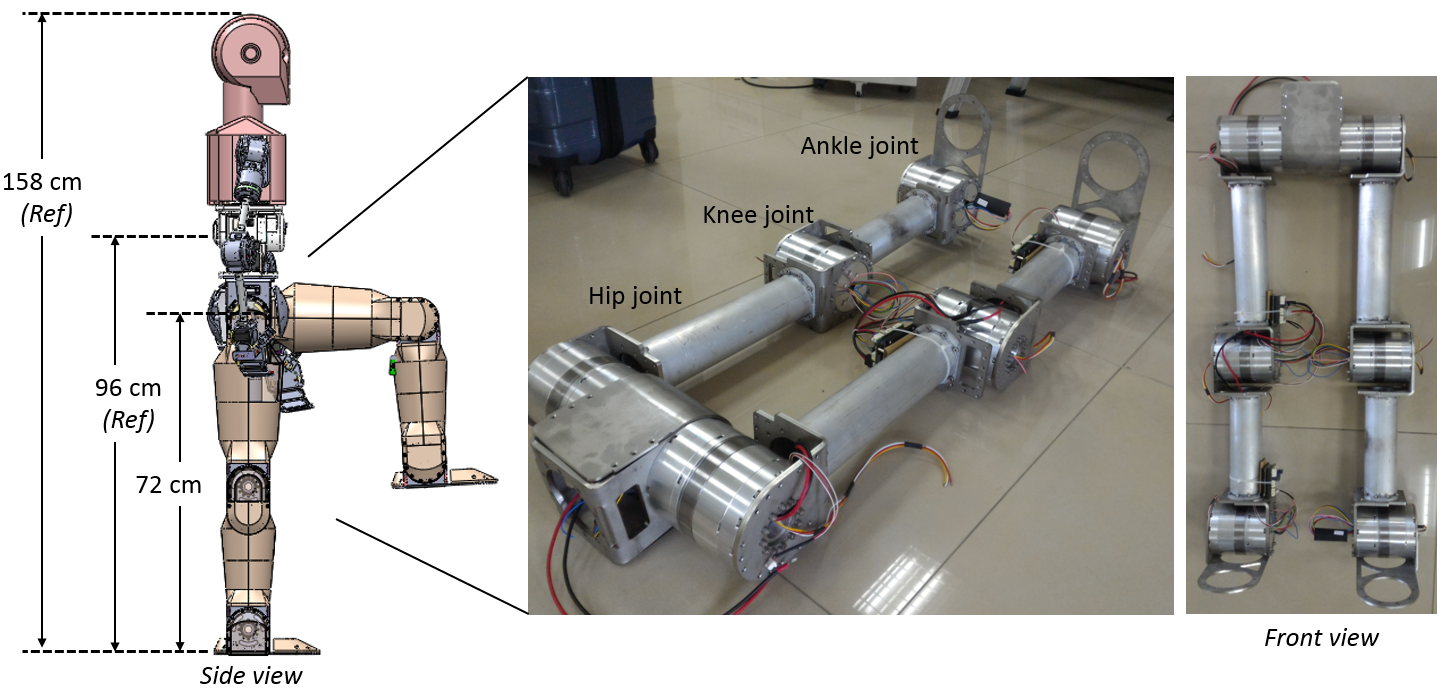 158 cm
(Ref)
96 cm
(Ref)
72 cm
Side view
Ankle joint
Knee joint
Hip joint
Front view